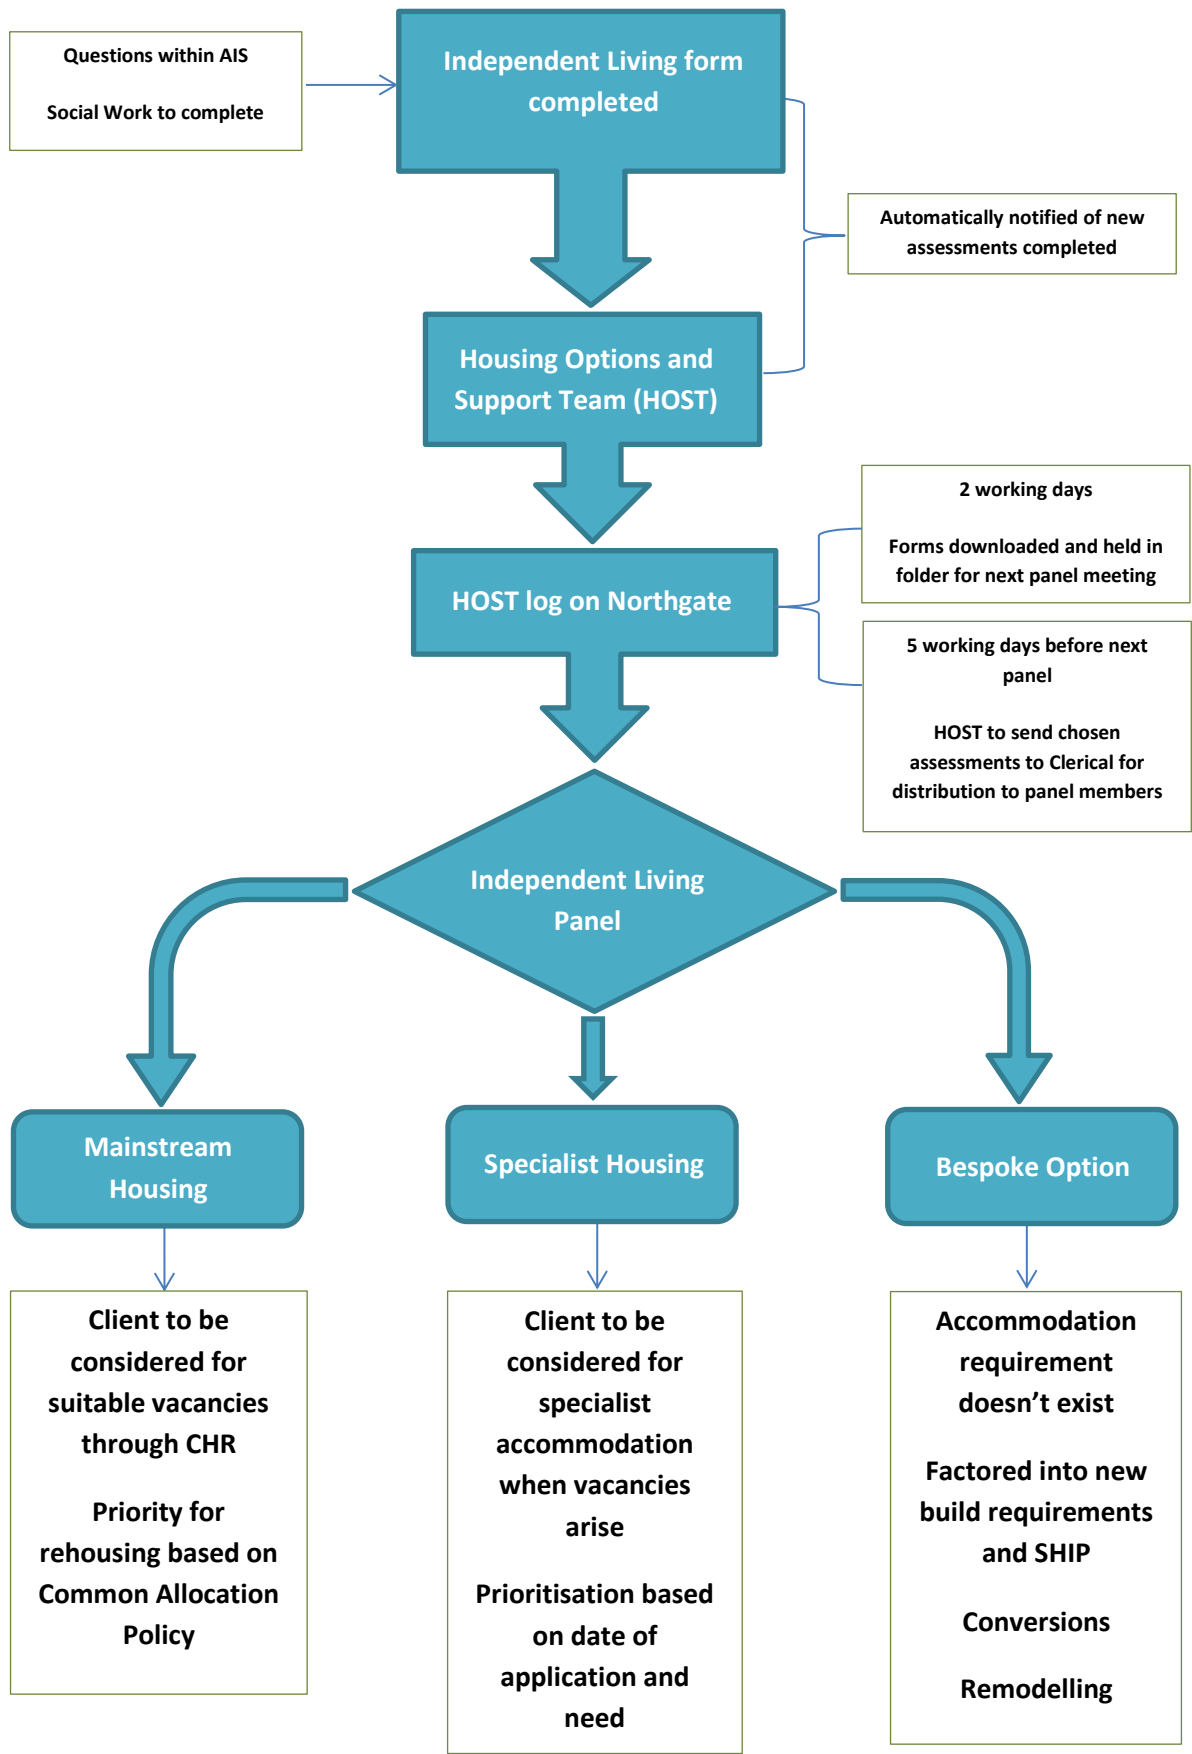 Questions within AIS
Social Work to complete
Independent Living form
completed
Automatically notified of new
assessments completed
Housing Options and
Support Team (HOST)
2 working days
Forms downloaded and held in
folder for next panel meeting
HOST log on Northgate
5 working days before next
panel
HOST to send chosen
assessments to Clerical for
distribution to panel members
Independent Living
Panel
Mainstream
Housing
Specialist Housing
Bespoke Option
Client to be
considered for
suitable vacancies
through CHR
Priority for
rehousing based on
Common Allocation
Policy
Client to be
considered for
specialist
accommodation
when vacancies
arise
Prioritisation based
on date of
application and
need
Accommodation
requirement
doesn’t exist
Factored into new
build requirements
and SHIP
Conversions
Remodelling